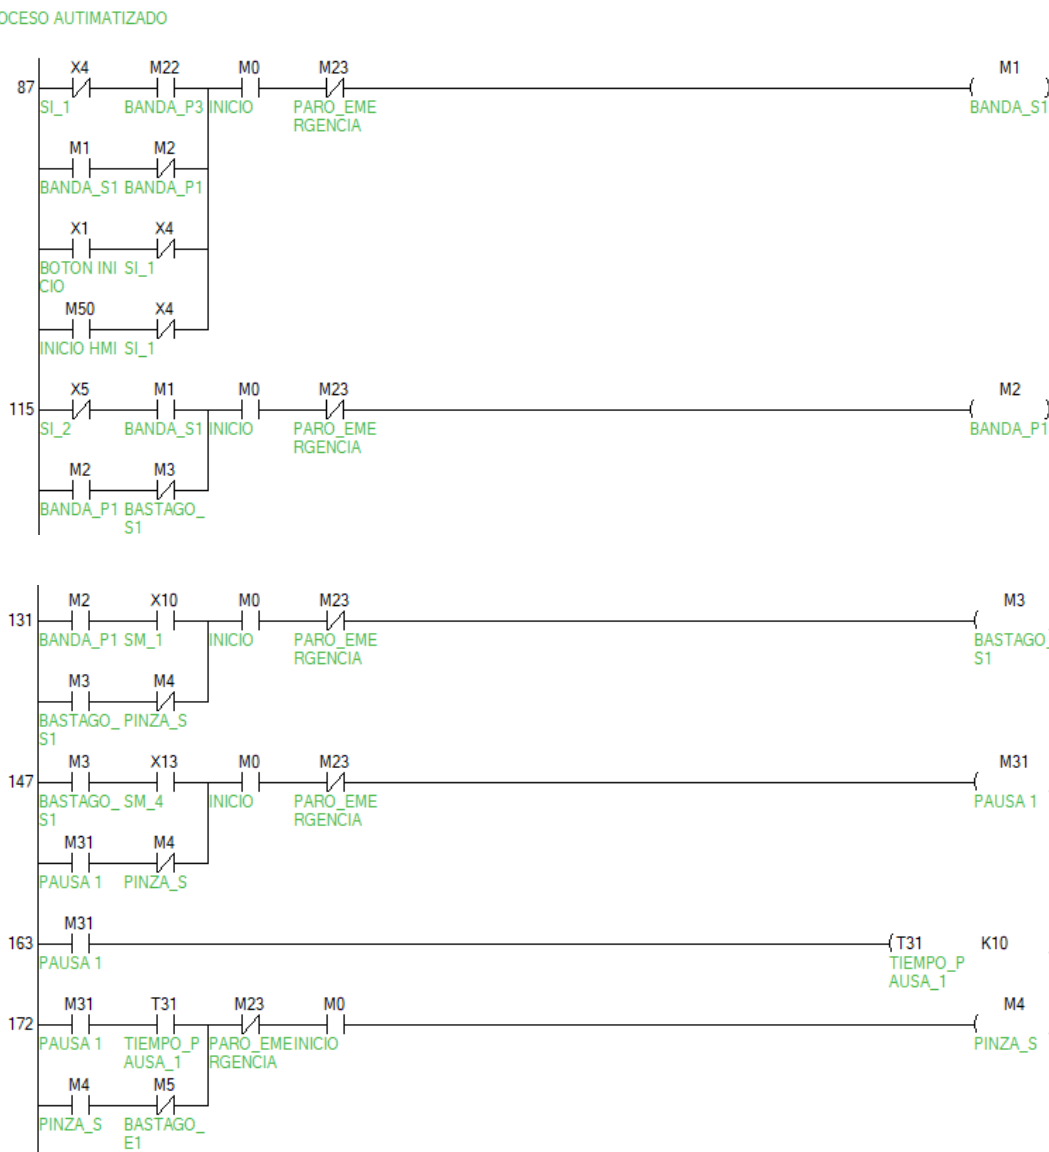 OCESO AUTIMATIZADO
X4 M22 M0 M23 M1
87
SI_1 BANDA_P3 INICIO PARO_EME BANDA_S1
RGENCIA
M1 M2
BANDA_S1 BANDA_P1
X1 X4
BOTON INI SI_1
CIO
M50 X4
INICIO HMI SI_1
X5 M1 M0 M23 M2
115
SI_2 BANDA_S1 INICIO PARO_EME BANDA_P1
RGENCIA
M2 M3
BANDA_P1 BASTAGO_
S1
M2 X10 M0 M23 M3
131
BANDA_P1 SM_1 INICIO PARO_EME BASTAGO_
RGENCIA S1
M3 M4
BASTAGO_ PINZA_S
S1
M3 X13 M0 M23 M31
147
BASTAGO_ SM_4 INICIO PARO_EME PAUSA 1
S1 RGENCIA
M31 M4
PAUSA 1 PINZA_S
M31
163 T31 K10
PAUSA 1 TIEMPO_P
AUSA_1
M31 T31 M23 M0 M4
172
PAUSA 1 TIEMPO_P PARO_EME INICIO PINZA_S
AUSA_1 RGENCIA
M4 M5
PINZA_S BASTAGO_
E1